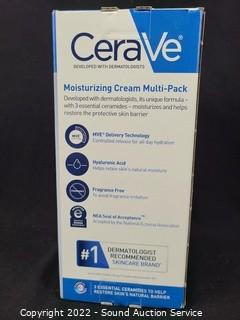 CeraVe
DEVELOPED WITH DERMATOLOGISTS
Moisturizing Cream Multi-Pack
Developed with dermatologists, its unique formula –
with 3 essential ceramides – moisturizes and helps
restore the protective skin barrier
MVE
MVE® Delivery Technology
Controlled release for all-day hydration
Hyaluronic Acid
Helps retain skin's natural moisture
Fragrance Free
To avoid fragrance irritation
NEA Seal of Acceptance™
Accepted by the National Eczema Association
#1
DERMATOLOGIST
RECOMMENDED
SKINCARE BRAND*
3 ESSENTIAL CERAMIDES TO HELP
RESTORE SKIN'S NATURAL BARRIER
Copyright 2022 - Sound Auction Service